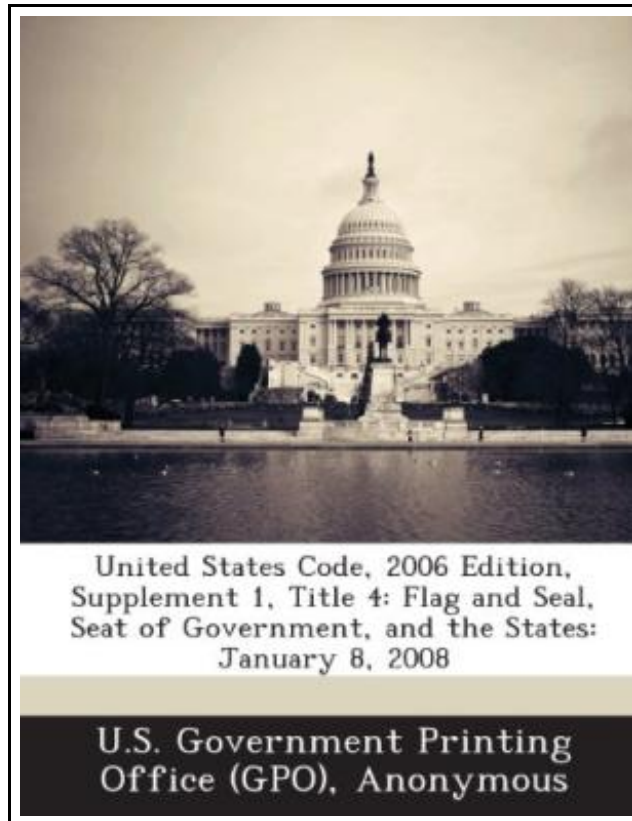 United States Code, 2006 Edition,
Supplement 1, Title 4: Flag and Seal,
Seat of Government, and the States:
January 8, 2008
U.S. Government Printing
Office (GPO), Anonymous